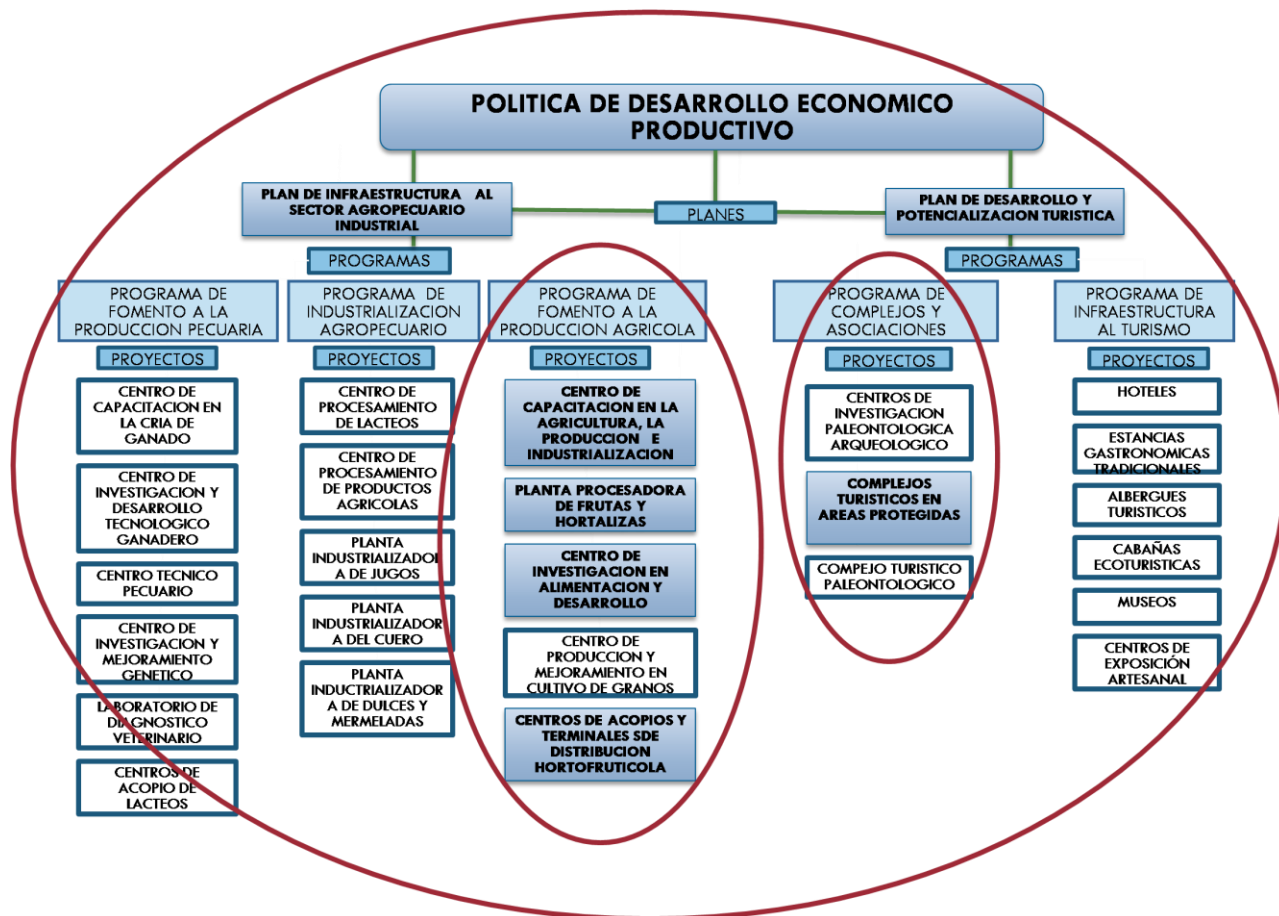 POLITICA DE DESARROLLO ECONOMICO
PRODUCTIVO
PLAN DE INFRAESTRUCTURA AL
SECTOR AGROPECUARIO
INDUSTRIAL
PLANES
PLAN DE DESARROLLO Y
POTENCIALIZACION TURISTICA
PROGRAMAS
PROGRAMAS
PROGRAMA DE
FOMENTO A LA
PRODUCCION PECUARIA
PROYECTOS
CENTRO DE
CAPACITACION EN
LA CRIA DE
GANADO
CENTRO DE
INVESTIGACION Y
DESARROLLO
TECNOLOGICO
GANADERO
CENTRO TECNICO
PECUARIO
CENTRO DE
INVESTIGACION Y
MEJORAMIENTO
GENETICO
LABORATORIO DE
DIAGNOSTICO
VETERINARIO
CENTROS DE
ACOPIO DE
LACTEOS
PROGRAMA DE
INDUSTRIALIZACION
AGROPECUARIO
PROYECTOS
CENTRO DE
PROCESAMIENTO
DE LACTEOS
CENTRO DE
PROCESAMIENTO
DE PRODUCTOS
AGRICOLAS
PLANTA
INDUSTRIALIZADOR
A DE JUGOS
PLANTA
INDUSTRIALIZADOR
A DEL CUERO
PLANTA
INDUCTRIALIZADOR
A DE DULCES Y
MERMELADAS
PROGRAMA DE
FOMENTO A LA
PRODUCCION AGRICOLA
PROYECTOS
CENTRO DE
CAPACITACION EN LA
AGRICULTURA, LA
PRODUCCION E
INDUSTRIALIZACION
PLANTA PROCESADORA
DE FRUTAS Y
HORTALIZAS
CENTRO DE
INVESTIGACION EN
ALIMENTACION Y
DESARROLLO
CENTRO DE
PRODUCCION Y
MEJORAMIENTO EN
CULTIVO DE GRANOS
CENTROS DE ACOPIOS Y
TERMINALES SDE
DISTRIBUCION
HORTOFRUTICOLA
PROGRAMA DE
COMPLEJOS Y
ASOCIACIONES
PROYECTOS
CENTROS DE
INVESTIGACION
PALEONTOLOGICA
ARQUEOLOGICO
COMPLEJOS
TURISTICOS EN
AREAS PROTEGIDAS
COMPEJO TURISTICO
PALEONTOLOGICO
PROGRAMA DE
INFRAESTRUCTURA
AL TURISMO
PROYECTOS
HOTELES
ESTANCIAS
GASTRONOMICAS
TRADICIONALES
ALBERGUES
TURISTICOS
CABAÑAS
ECOTURISTICAS
MUSEOS
CENTROS DE
EXPOSICIÓN
ARTESANAL